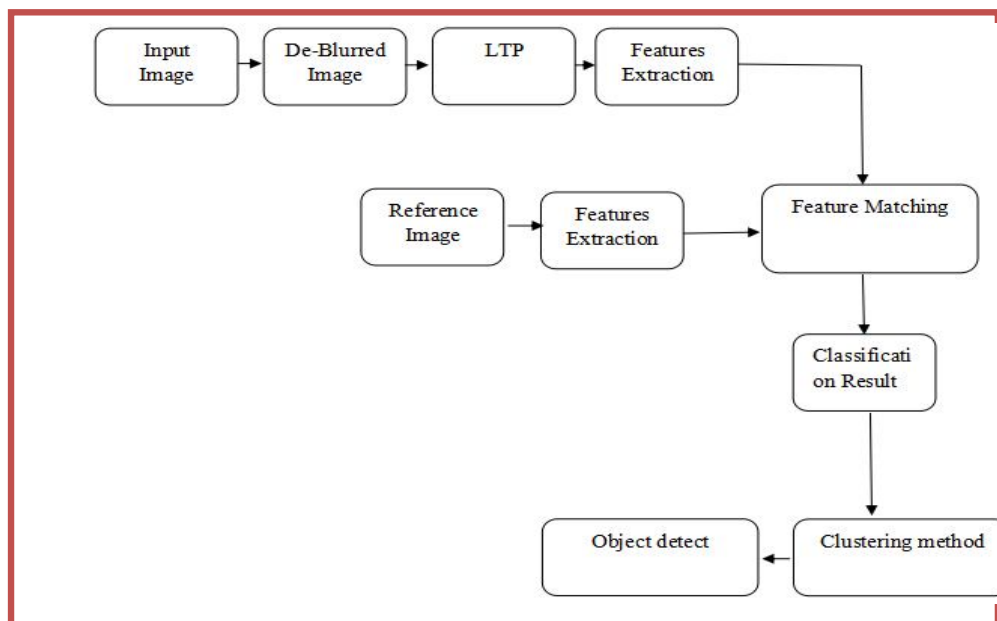 Input
Image
De-Blurred
Image
LTP
Features
Extraction
Reference
Image
Features
Extraction
Feature Matching
Classificati
on Result
Object detect
Clustering method